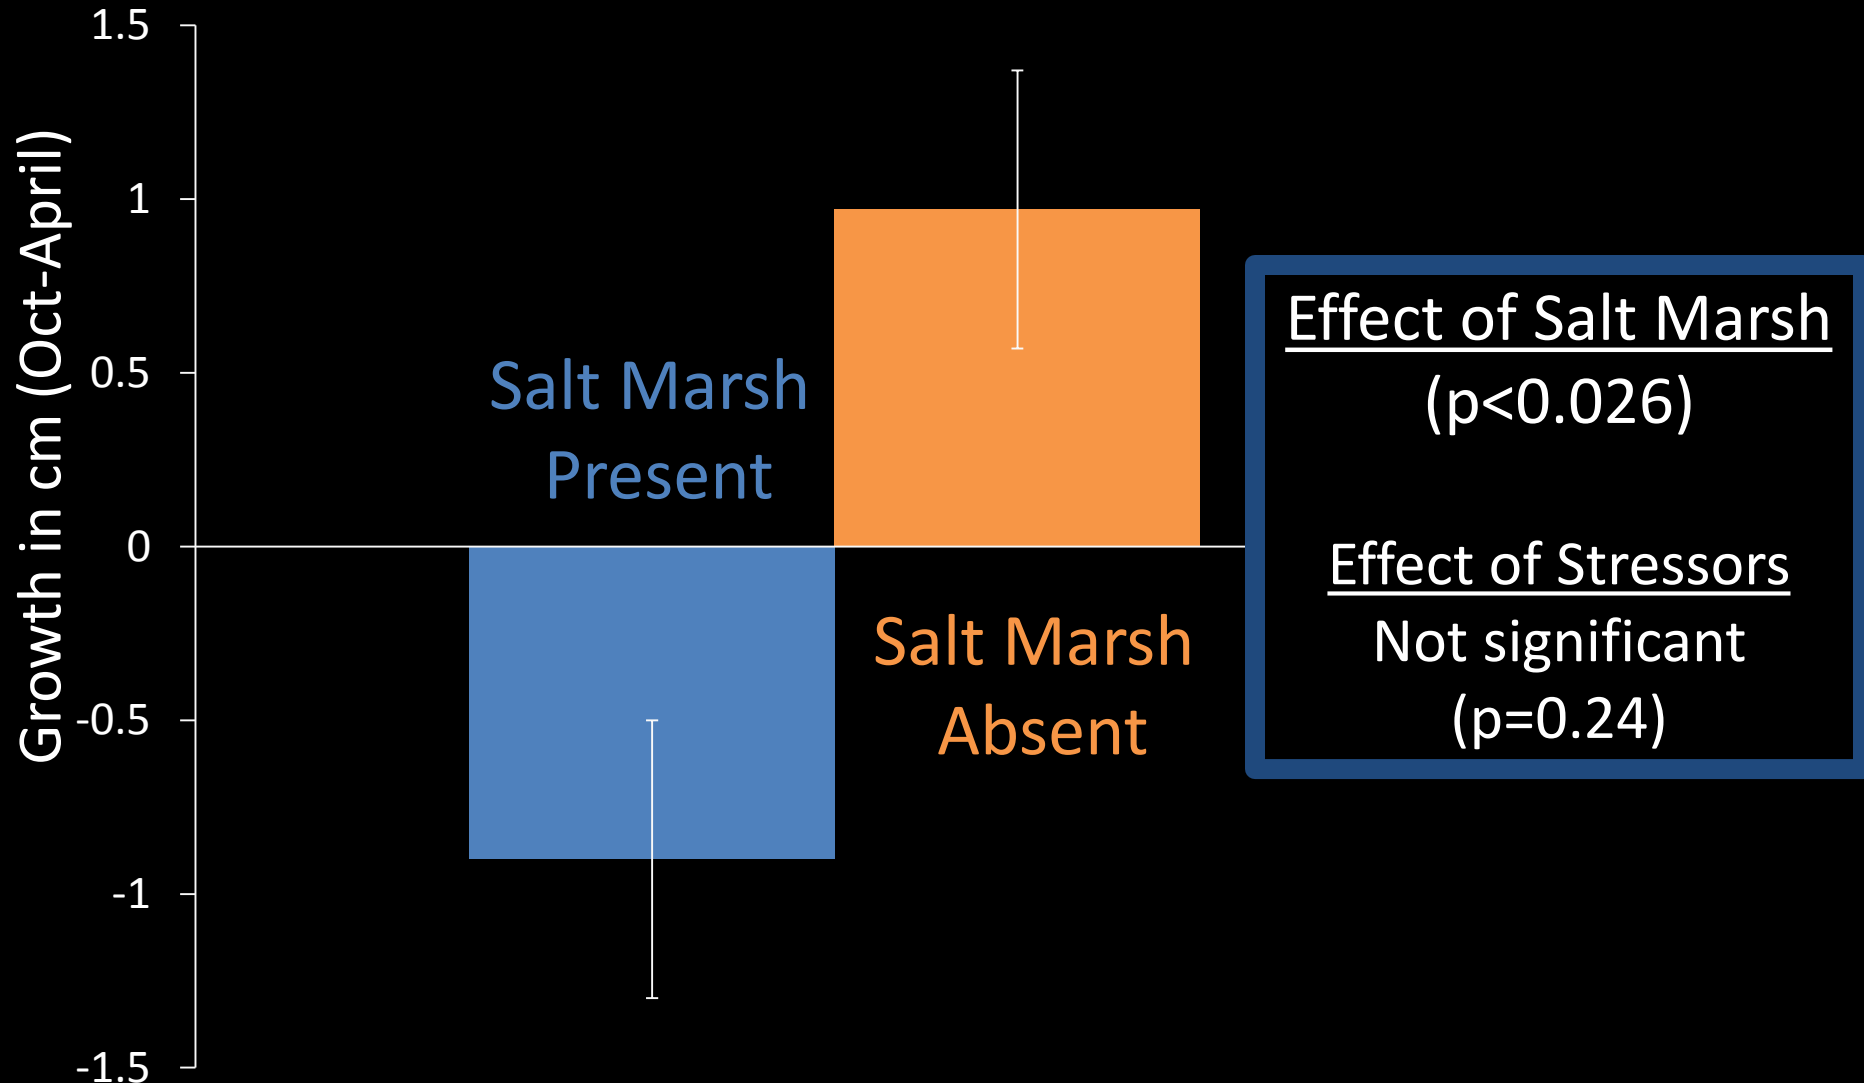 Growth in cm (Oct-April)
1.5
1
0.5
0
-0.5
-1
-1.5
Salt Marsh
Present
Salt Marsh
Absent
Effect of Salt Marsh
(p<0.026)
Effect of Stressors
Not significant
(p=0.24)